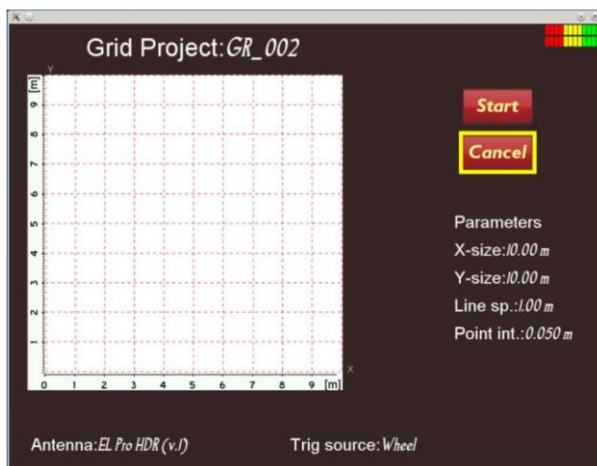 Grid Project:GR_002
Y
[m]
9
8
7
6
5
4
3
2
1
0 1 2 3 4 5 6 7 8 9 [m]
X
Start
Cancel
Parameters
X-size:10.00 m
Y-size:10.00 m
Line sp.:1.00 m
Point int.:0.050 m
Antenna:EL Pro HDR (v.1)
Trig source:Wheel